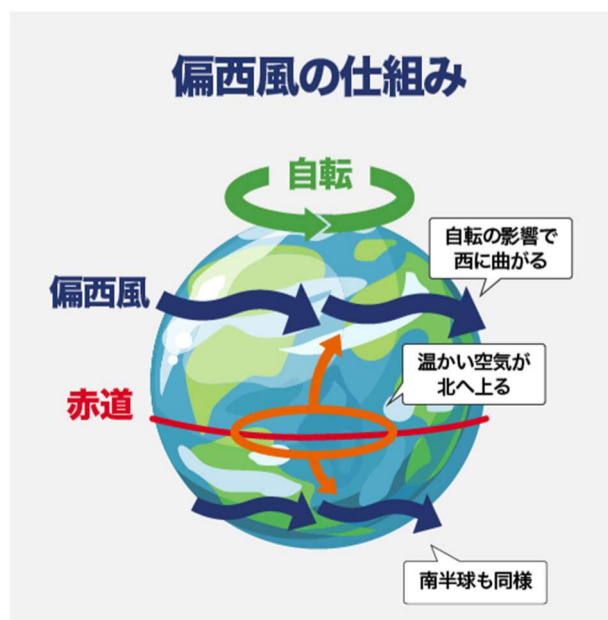 偏西風の仕組み
自転
自転の影響で
西に曲がる
偏西風
温かい空気が
北へ上る
赤道
南半球も同様